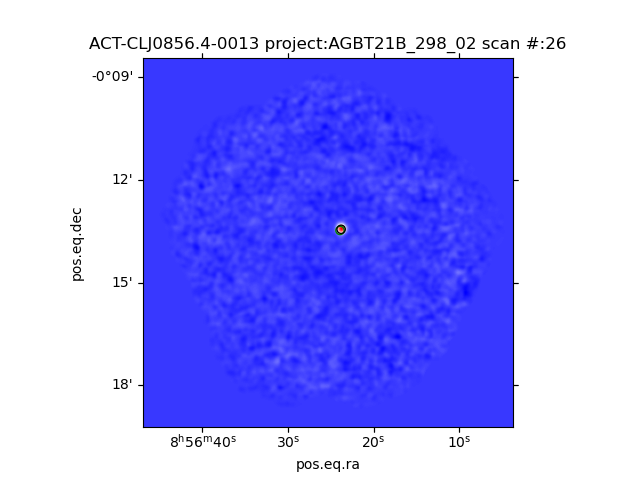 ACT-CLJ0856.4-0013 project:AGBT21B_298_02 scan #:26
-0°09'
12'
15'
18'
pos.eq.dec
8ʰ56ᵐ40ˢ 30ˢ 20ˢ 10ˢ
pos.eq.ra